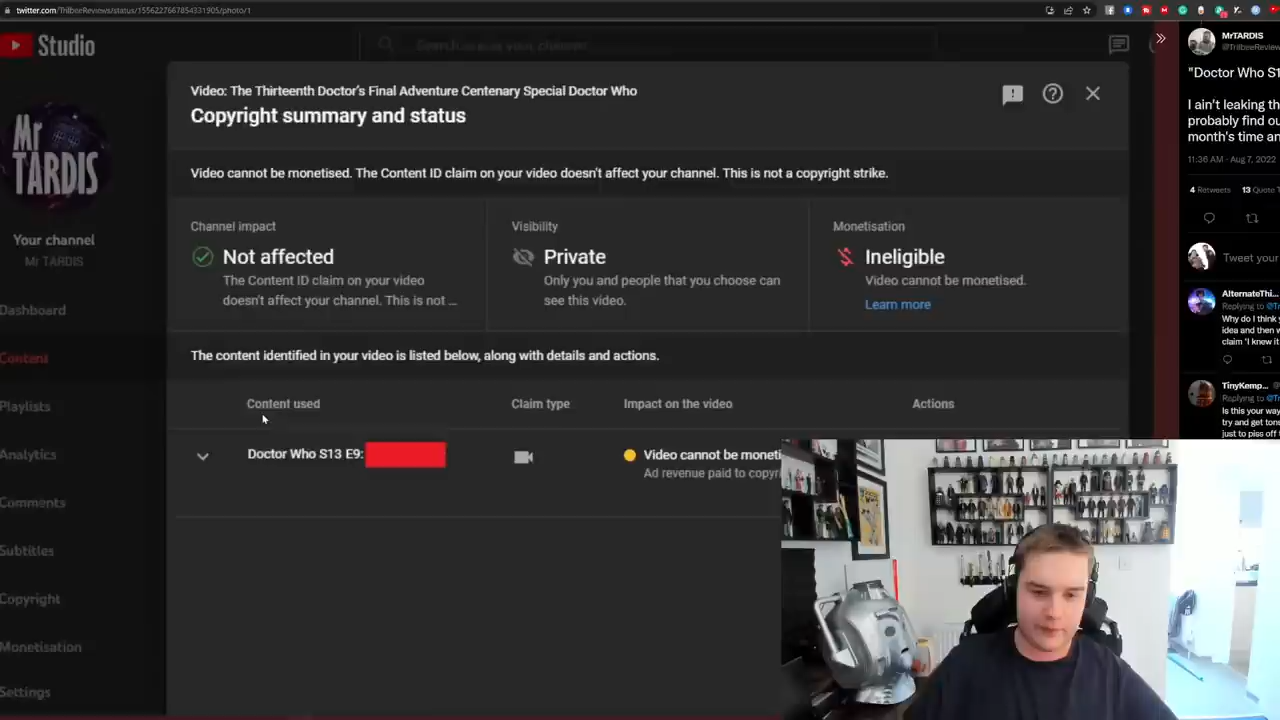 twitter.com/TrilbeeReviews/status/1556227667854331905/photo/1
Studio
Search across your channel
Mr
TARDIS
Your channel
Mr TARDIS
Dashboard
Content
Playlists
Analytics
Comments
Subtitles
Copyright
Monetisation
Settings
Video: The Thirteenth Doctor's Final Adventure Centenary Special Doctor Who
Copyright summary and status
Video cannot be monetised. The Content ID claim on your video doesn't affect your channel. This is not a copyright strike.
Channel impact
Not affected
The Content ID claim on your video
doesn't affect your channel. This is not ...
Visibility
Private
Only you and people that you choose can
see this video.
Monetisation
Ineligible
Video cannot be monetised.
Learn more
The content identified in your video is listed below, along with details and actions.
Content used
Claim type
Impact on the video
Actions
Doctor Who S13 E9:
Video cannot be moneti
Ad revenue paid to copyri
MrTARDIS
@TrilbeeReview
"Doctor Who S1
I ain't leaking th
probably find ou
month's time an
11:36 AM · Aug 7, 2022
4 Retweets 13 Quote T
Tweet your
AlternateThi...
Replying to @Tr
Why do I think y
idea and then w
claim 'I knew it
TinyKemp...
Replying to @Tr
Is this your way
try and get tons
just to piss off t